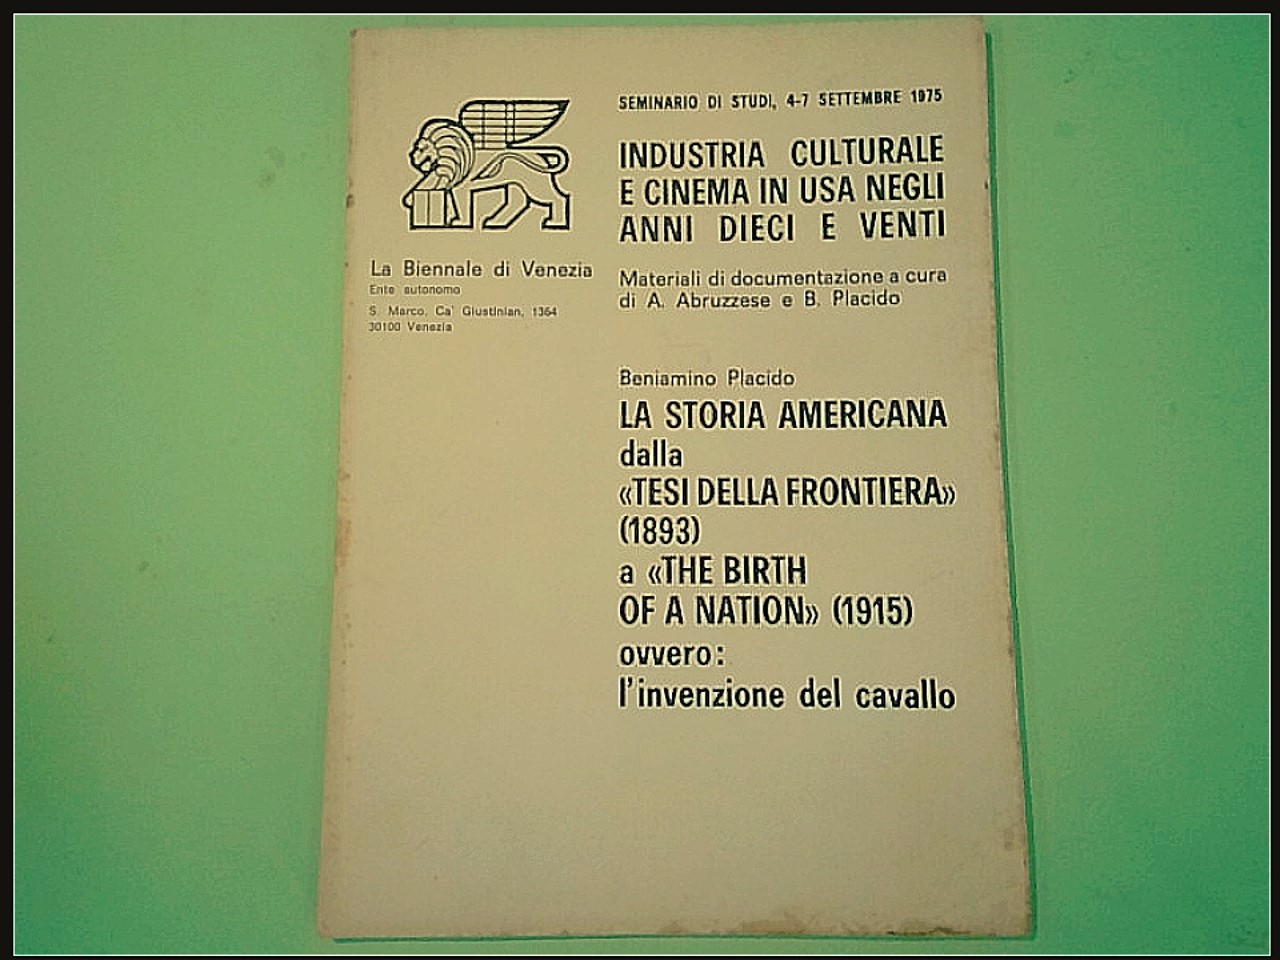 La Biennale di Venezia
Ente autonomo
S. Marco, Ca' Giustinian, 1364
30100 Venezia
SEMINARIO DI STUDI, 4-7 SETTEMBRE 1975
INDUSTRIA CULTURALE
E CINEMA IN USA NEGLI
ANNI DIECI E VENTI
Materiali di documentazione a cura
di A. Abruzzese e B. Placido
Beniamino Placido
LA STORIA AMERICANA
dalla
«TESI DELLA FRONTIERA»
(1893)
a «THE BIRTH
OF A NATION» (1915)
ovvero:
l'invenzione del cavallo